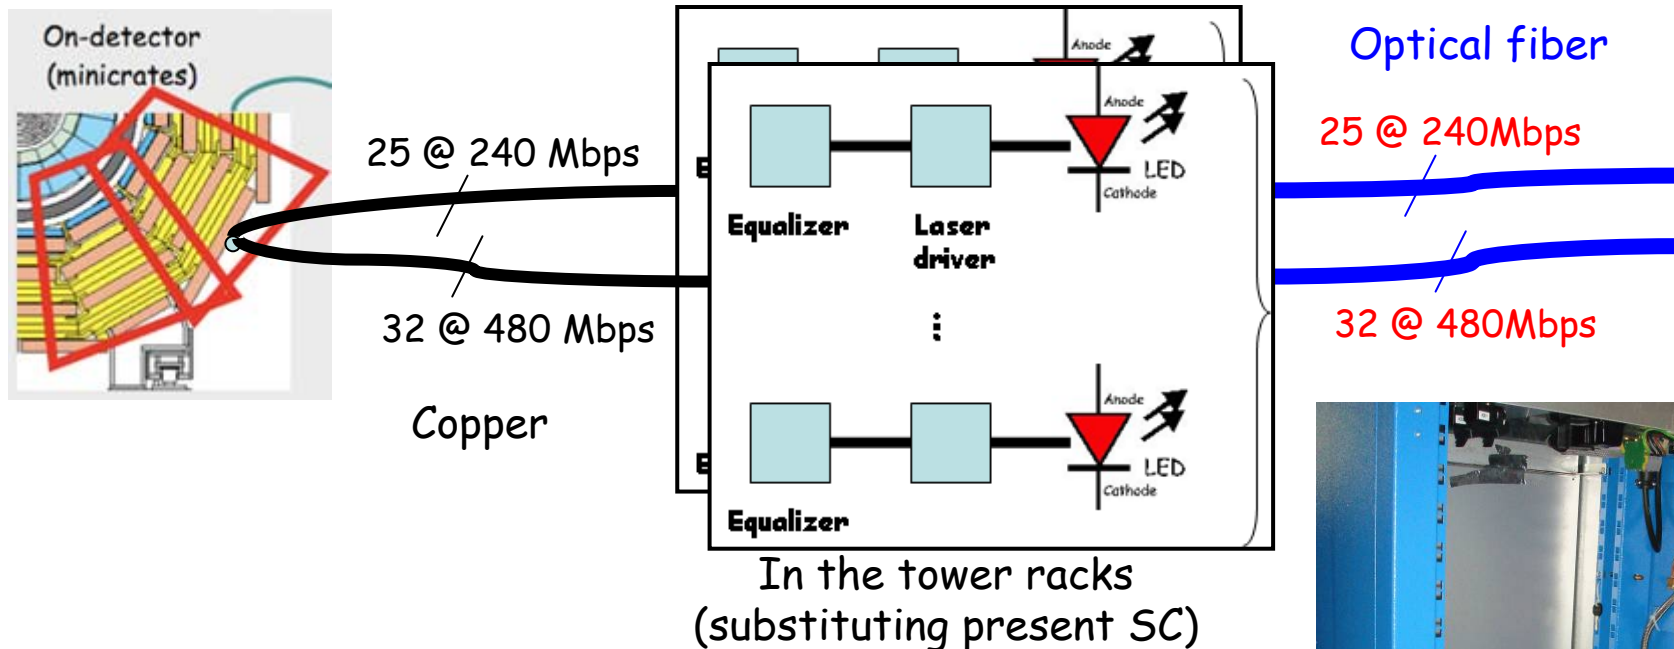 On-detector
(minicrates)
25 @ 240 Mbps
32 @ 480 Mbps
Copper
Anode
E
E
Anode
LED
Cathode
Equalizer
Laser
driver
Anode
LED
Cathode
Equalizer
In the tower racks
(substituting present SC)
Optical fiber
25 @ 240Mbps
32 @ 480Mbps